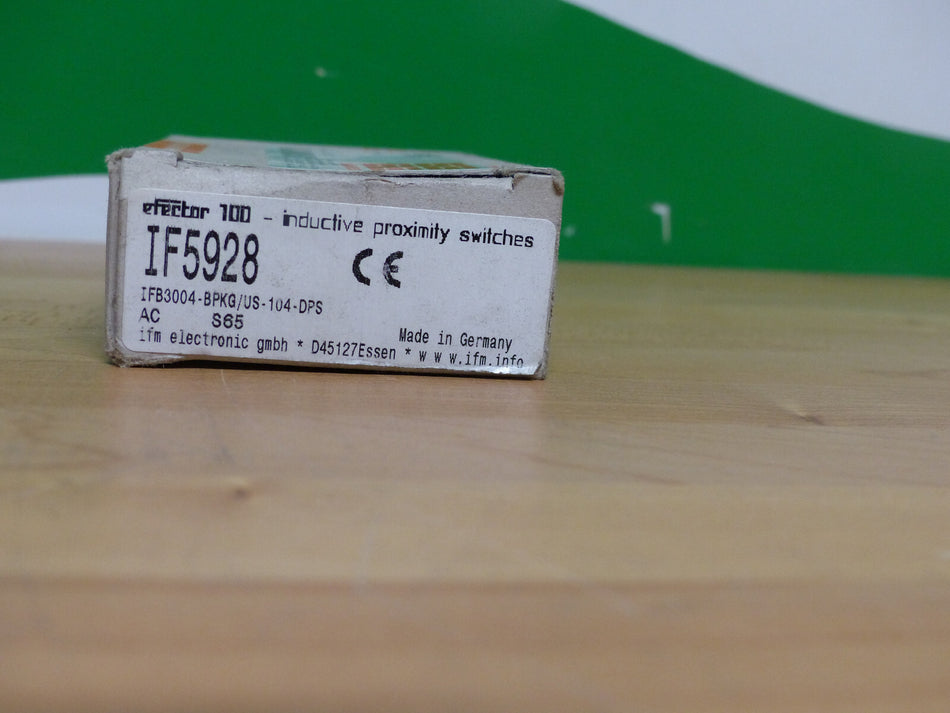 efector 100 - inductive proximity switches
IF5928 CE
IFB3004-BPKG/US-104-DPS
AC S65
Made in Germany
ifm electronic gmbh * D45127Essen * w w w.ifm.info